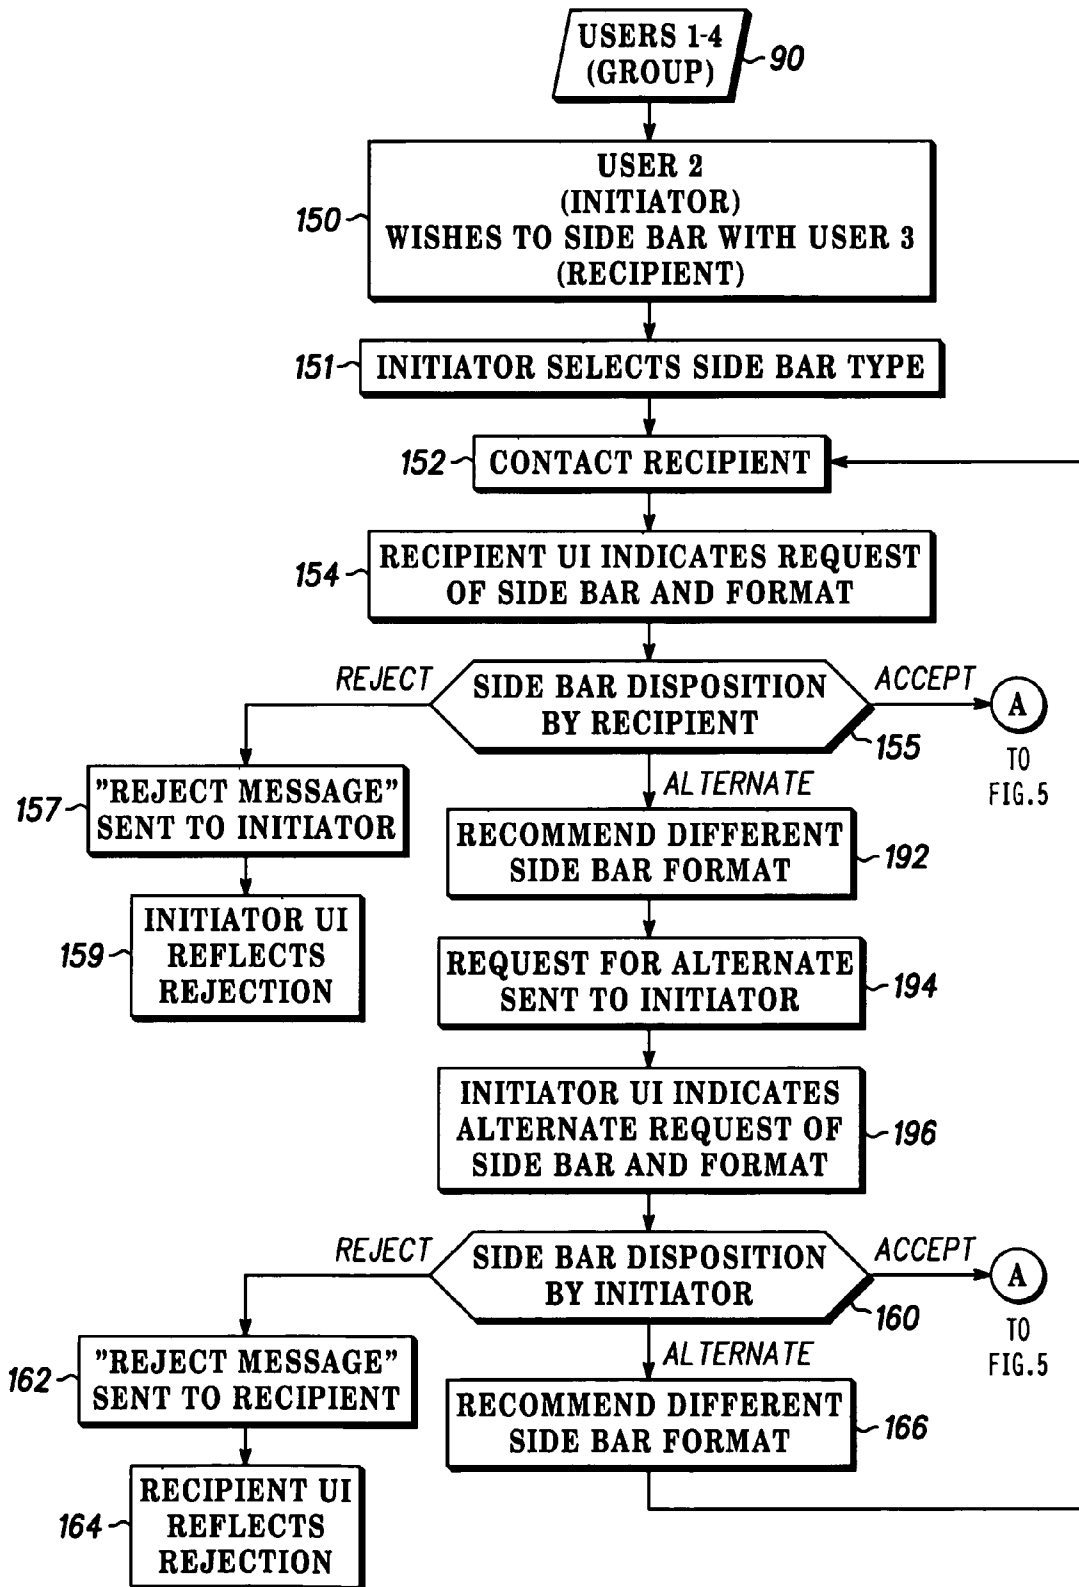 USERS 1-4
(GROUP)
90
USER 2
(INITIATOR)
WISHES TO SIDE BAR WITH USER 3
(RECIPIENT)
150
INITIATOR SELECTS SIDE BAR TYPE
151
CONTACT RECIPIENT
152
RECIPIENT UI INDICATES REQUEST
OF SIDE BAR AND FORMAT
154
REJECT
SIDE BAR DISPOSITION
BY RECIPIENT
155
ACCEPT
A
TO
FIG.5
157
"REJECT MESSAGE"
SENT TO INITIATOR
ALTERNATE
RECOMMEND DIFFERENT
SIDE BAR FORMAT
192
159
INITIATOR UI
REFLECTS
REJECTION
REQUEST FOR ALTERNATE
SENT TO INITIATOR
194
INITIATOR UI INDICATES
ALTERNATE REQUEST OF
SIDE BAR AND FORMAT
196
REJECT
SIDE BAR DISPOSITION
BY INITIATOR
160
ACCEPT
A
TO
FIG.5
162
"REJECT MESSAGE"
SENT TO RECIPIENT
ALTERNATE
RECOMMEND DIFFERENT
SIDE BAR FORMAT
166
164
RECIPIENT UI
REFLECTS
REJECTION